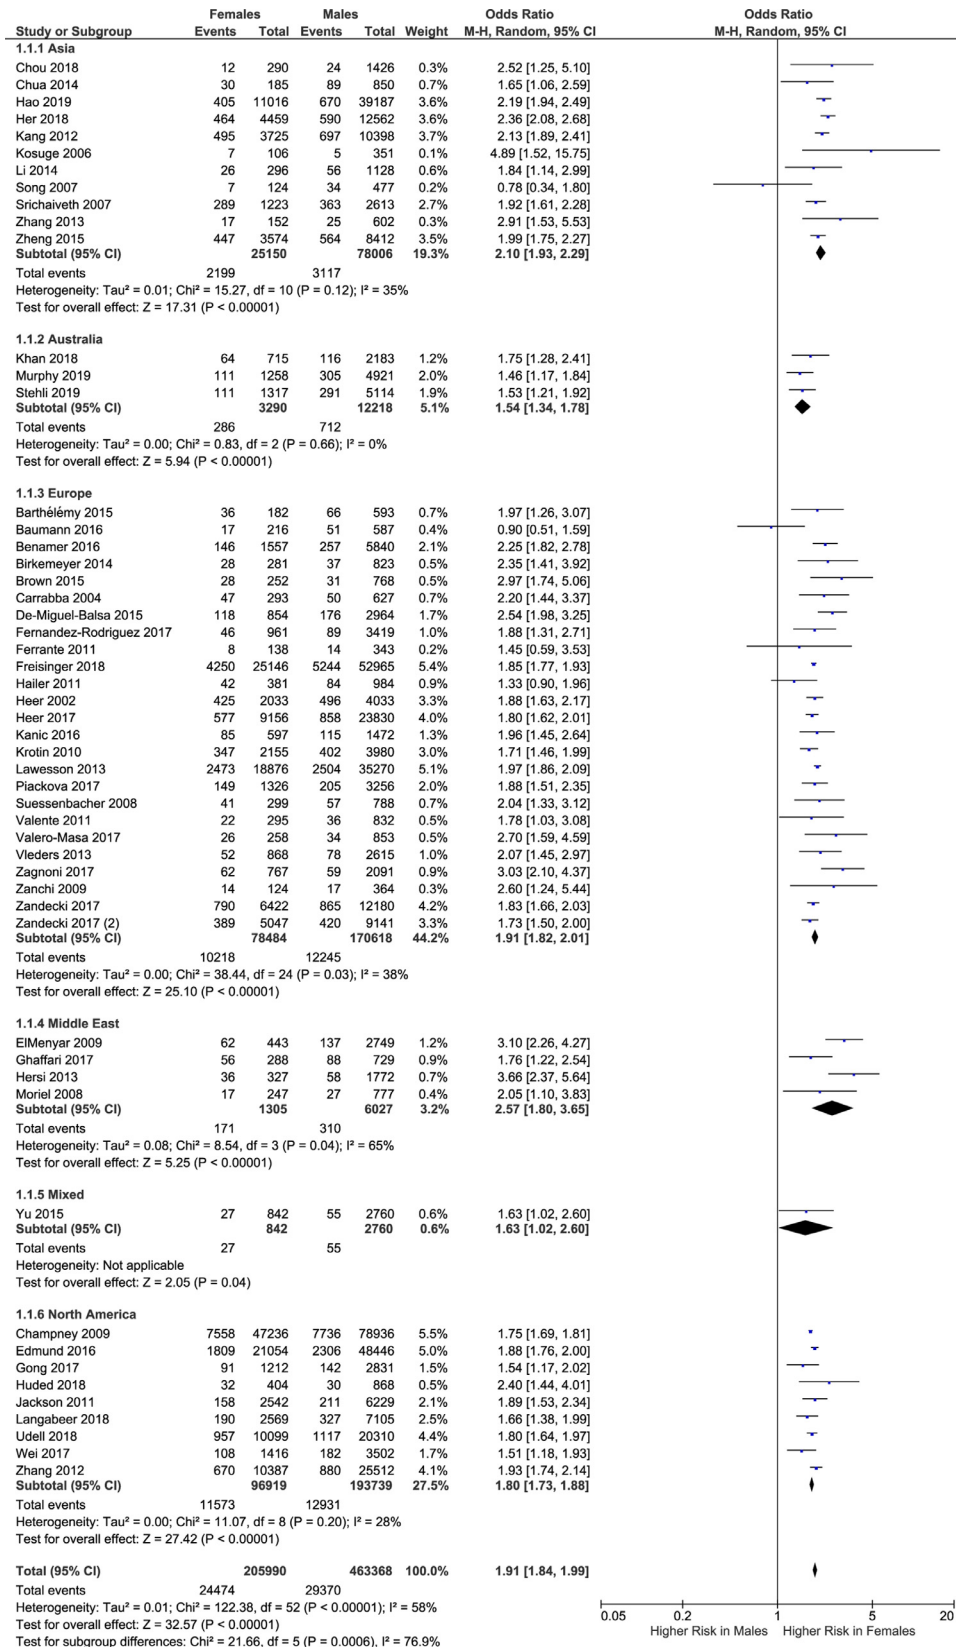 Females Males Odds Ratio Odds Ratio
Study or Subgroup Events Total Events Total Weight M-H, Random, 95% CI M-H, Random, 95% CI
1.1.1 Asia
Chou 2018 12 290 24 1426 0.3% 2.52 [1.25, 5.10]
Chua 2014 30 185 89 850 0.7% 1.65 [1.06, 2.59]
Hao 2019 405 11016 670 39187 3.6% 2.19 [1.94, 2.49]
Her 2018 464 4459 590 12562 3.6% 2.36 [2.08, 2.68]
Kang 2012 495 3725 697 10398 3.7% 2.13 [1.89, 2.41]
Kosuge 2006 7 106 5 351 0.1% 4.89 [1.52, 15.75]
Li 2014 26 296 56 1128 0.6% 1.84 [1.14, 2.99]
Song 2007 7 124 34 477 0.2% 0.78 [0.34, 1.80]
Srichaiveth 2007 289 1223 363 2613 2.7% 1.92 [1.61, 2.28]
Zhang 2013 17 152 25 602 0.3% 2.91 [1.53, 5.53]
Zheng 2015 447 3574 564 8412 3.5% 1.99 [1.75, 2.27]
Subtotal (95% CI) 25150 78006 19.3% 2.10 [1.93, 2.29]
Total events 2199 3117
Heterogeneity: Tau² = 0.01; Chi² = 15.27, df = 10 (P = 0.12); I² = 35%
Test for overall effect: Z = 17.31 (P < 0.00001)
1.1.2 Australia
Khan 2018 64 715 116 2183 1.2% 1.75 [1.28, 2.41]
Murphy 2019 111 1258 305 4921 2.0% 1.46 [1.17, 1.84]
Stehli 2019 111 1317 291 5114 1.9% 1.53 [1.21, 1.92]
Subtotal (95% CI) 3290 12218 5.1% 1.54 [1.34, 1.78]
Total events 286 712
Heterogeneity: Tau² = 0.00; Chi² = 0.83, df = 2 (P = 0.66); I² = 0%
Test for overall effect: Z = 5.94 (P < 0.00001)
1.1.3 Europe
Barthélémy 2015 36 182 66 593 0.7% 1.97 [1.26, 3.07]
Baumann 2016 17 216 51 587 0.4% 0.90 [0.51, 1.59]
Benamer 2016 146 1557 257 5840 2.1% 2.25 [1.82, 2.78]
Birkemeyer 2014 28 281 37 823 0.5% 2.35 [1.41, 3.92]
Brown 2015 28 252 31 768 0.5% 2.97 [1.74, 5.06]
Carrabba 2004 47 293 50 627 0.7% 2.20 [1.44, 3.37]
De-Miguel-Balsa 2015 118 854 176 2964 1.7% 2.54 [1.98, 3.25]
Fernandez-Rodriguez 2017 46 961 89 3419 1.0% 1.88 [1.31, 2.71]
Ferrante 2011 8 138 14 343 0.2% 1.45 [0.59, 3.53]
Freisinger 2018 4250 25146 5244 52965 5.4% 1.85 [1.77, 1.93]
Hailer 2011 42 381 84 984 0.9% 1.33 [0.90, 1.96]
Heer 2002 425 2033 496 4033 3.3% 1.88 [1.63, 2.17]
Heer 2017 577 9156 858 23830 4.0% 1.80 [1.62, 2.01]
Kanic 2016 85 597 115 1472 1.3% 1.96 [1.45, 2.64]
Krotin 2010 347 2155 402 3980 3.0% 1.71 [1.46, 1.99]
Lawesson 2013 2473 18876 2504 35270 5.1% 1.97 [1.86, 2.09]
Piackova 2017 149 1326 205 3256 2.0% 1.88 [1.51, 2.35]
Suessenbacher 2008 41 299 57 788 0.7% 2.04 [1.33, 3.12]
Valente 2011 22 295 36 832 0.5% 1.78 [1.03, 3.08]
Valero-Masa 2017 26 258 34 853 0.5% 2.70 [1.59, 4.59]
Vleders 2013 52 868 78 2615 1.0% 2.07 [1.45, 2.97]
Zagnoni 2017 62 767 59 2091 0.9% 3.03 [2.10, 4.37]
Zanchi 2009 14 124 17 364 0.3% 2.60 [1.24, 5.44]
Zandecki 2017 790 6422 865 12180 4.2% 1.83 [1.66, 2.03]
Zandecki 2017 (2) 389 5047 420 9141 3.3% 1.73 [1.50, 2.00]
Subtotal (95% CI) 78484 170618 44.2% 1.91 [1.82, 2.01]
Total events 10218 12245
Heterogeneity: Tau² = 0.00; Chi² = 38.44, df = 24 (P = 0.03); I² = 38%
Test for overall effect: Z = 25.10 (P < 0.00001)
1.1.4 Middle East
ElMenyar 2009 62 443 137 2749 1.2% 3.10 [2.26, 4.27]
Ghaffari 2017 56 288 88 729 0.9% 1.76 [1.22, 2.54]
Hersi 2013 36 327 58 1772 0.7% 3.66 [2.37, 5.64]
Moriel 2008 17 247 27 777 0.4% 2.05 [1.10, 3.83]
Subtotal (95% CI) 1305 6027 3.2% 2.57 [1.80, 3.65]
Total events 171 310
Heterogeneity: Tau² = 0.08; Chi² = 8.54, df = 3 (P = 0.04); I² = 65%
Test for overall effect: Z = 5.25 (P < 0.00001)
1.1.5 Mixed
Yu 2015 27 842 55 2760 0.6% 1.63 [1.02, 2.60]
Subtotal (95% CI) 842 2760 0.6% 1.63 [1.02, 2.60]
Total events 27 55
Heterogeneity: Not applicable
Test for overall effect: Z = 2.05 (P = 0.04)
1.1.6 North America
Champney 2009 7558 47236 7736 78936 5.5% 1.75 [1.69, 1.81]
Edmund 2016 1809 21054 2306 48446 5.0% 1.88 [1.76, 2.00]
Gong 2017 91 1212 142 2831 1.5% 1.54 [1.17, 2.02]
Huded 2018 32 404 30 868 0.5% 2.40 [1.44, 4.01]
Jackson 2011 158 2542 211 6229 2.1% 1.89 [1.53, 2.34]
Langabeer 2018 190 2569 327 7105 2.5% 1.66 [1.38, 1.99]
Udell 2018 957 10099 1117 20310 4.4% 1.80 [1.64, 1.97]
Wei 2017 108 1416 182 3502 1.7% 1.51 [1.18, 1.93]
Zhang 2012 670 10387 880 25512 4.1% 1.93 [1.74, 2.14]
Subtotal (95% CI) 96919 193739 27.5% 1.80 [1.73, 1.88]
Total events 11573 12931
Heterogeneity: Tau² = 0.00; Chi² = 11.07, df = 8 (P = 0.20); I² = 28%
Test for overall effect: Z = 27.42 (P < 0.00001)
Total (95% CI) 205990 463368 100.0% 1.91 [1.84, 1.99]
Total events 24474 29370
Heterogeneity: Tau² = 0.01; Chi² = 122.38, df = 52 (P < 0.00001); I² = 58%
Test for overall effect: Z = 32.57 (P < 0.00001)
Test for subgroup differences: Chi² = 21.66, df = 5 (P = 0.0006), I² = 76.9%
0.05 0.2 1 5 20
Higher Risk in Males Higher Risk in Females